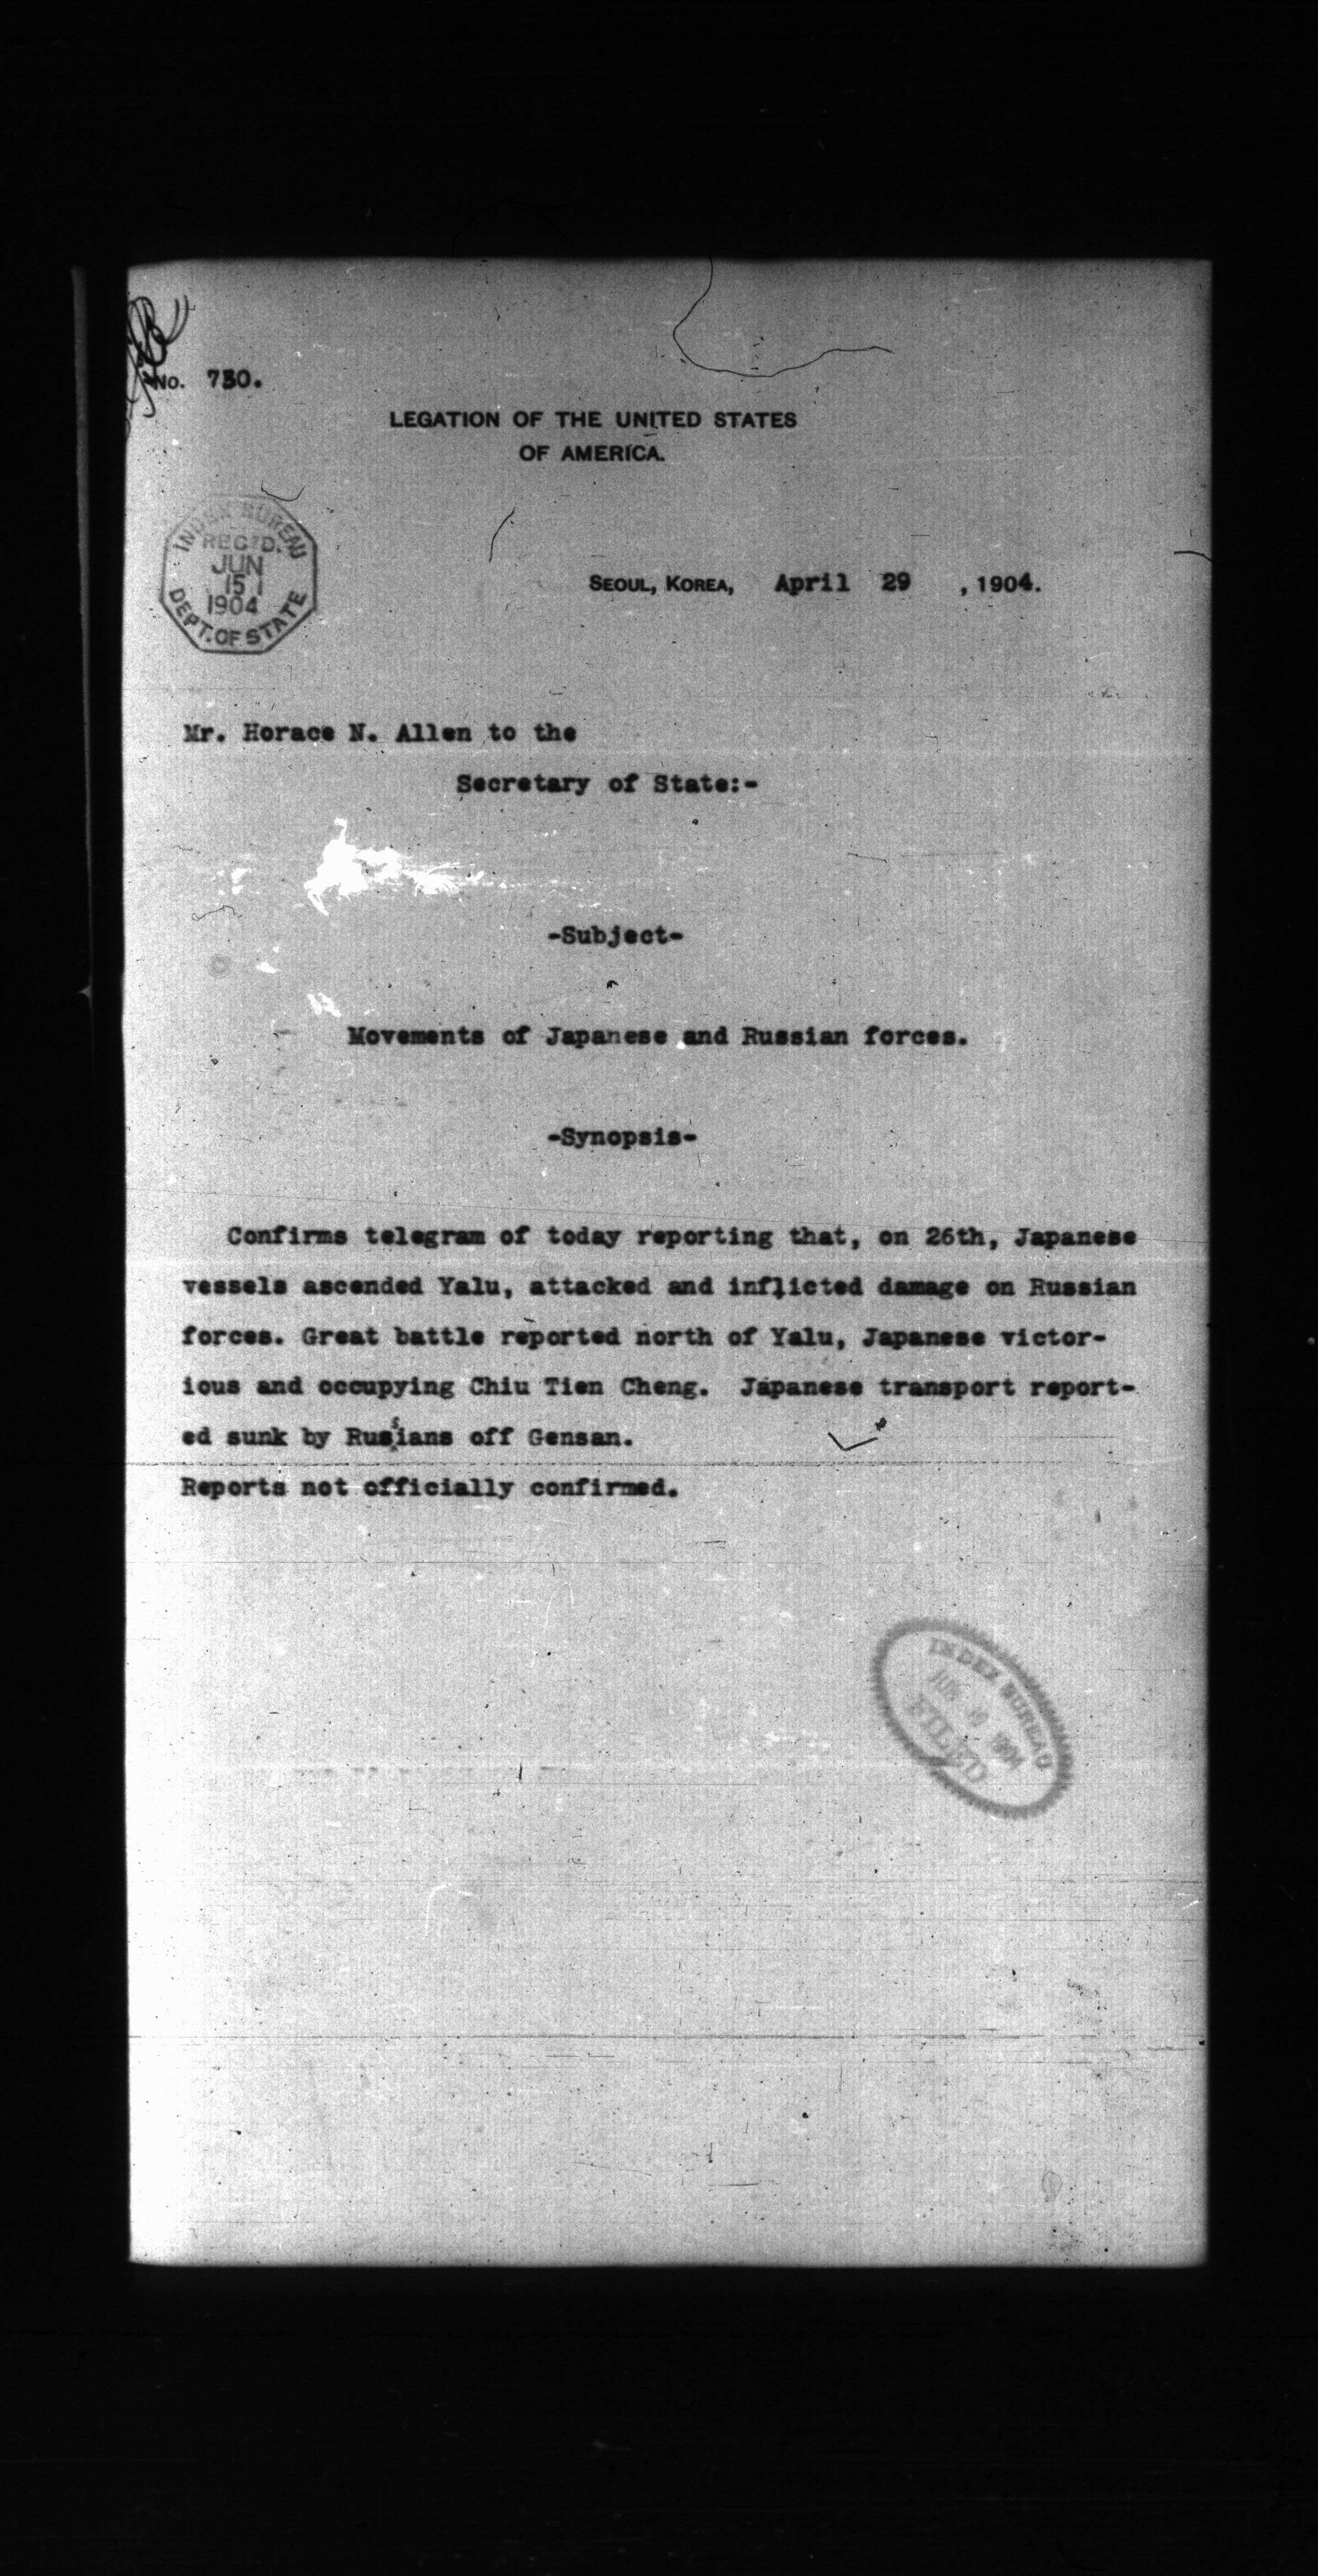 No. 730.
LEGATION OF THE UNITED STATES
OF AMERICA.
INDEX BUREAU
REC'D.
JUN
15
1904
DEPT. OF STATE
SEOUL, KOREA, April 29 , 1904.
Mr. Horace N. Allen to the
Secretary of State:-
-Subject-
Movements of Japanese and Russian forces.
-Synopsis-
Confirms telegram of today reporting that, on 26th, Japanese
vessels ascended Yalu, attacked and inflicted damage on Russian
forces. Great battle reported north of Yalu, Japanese victor-
ious and occupying Chiu Tien Cheng. Japanese transport report-
ed sunk by Russians off Gensan.
Reports not officially confirmed.
INDEX BUREAU
1904
FILED